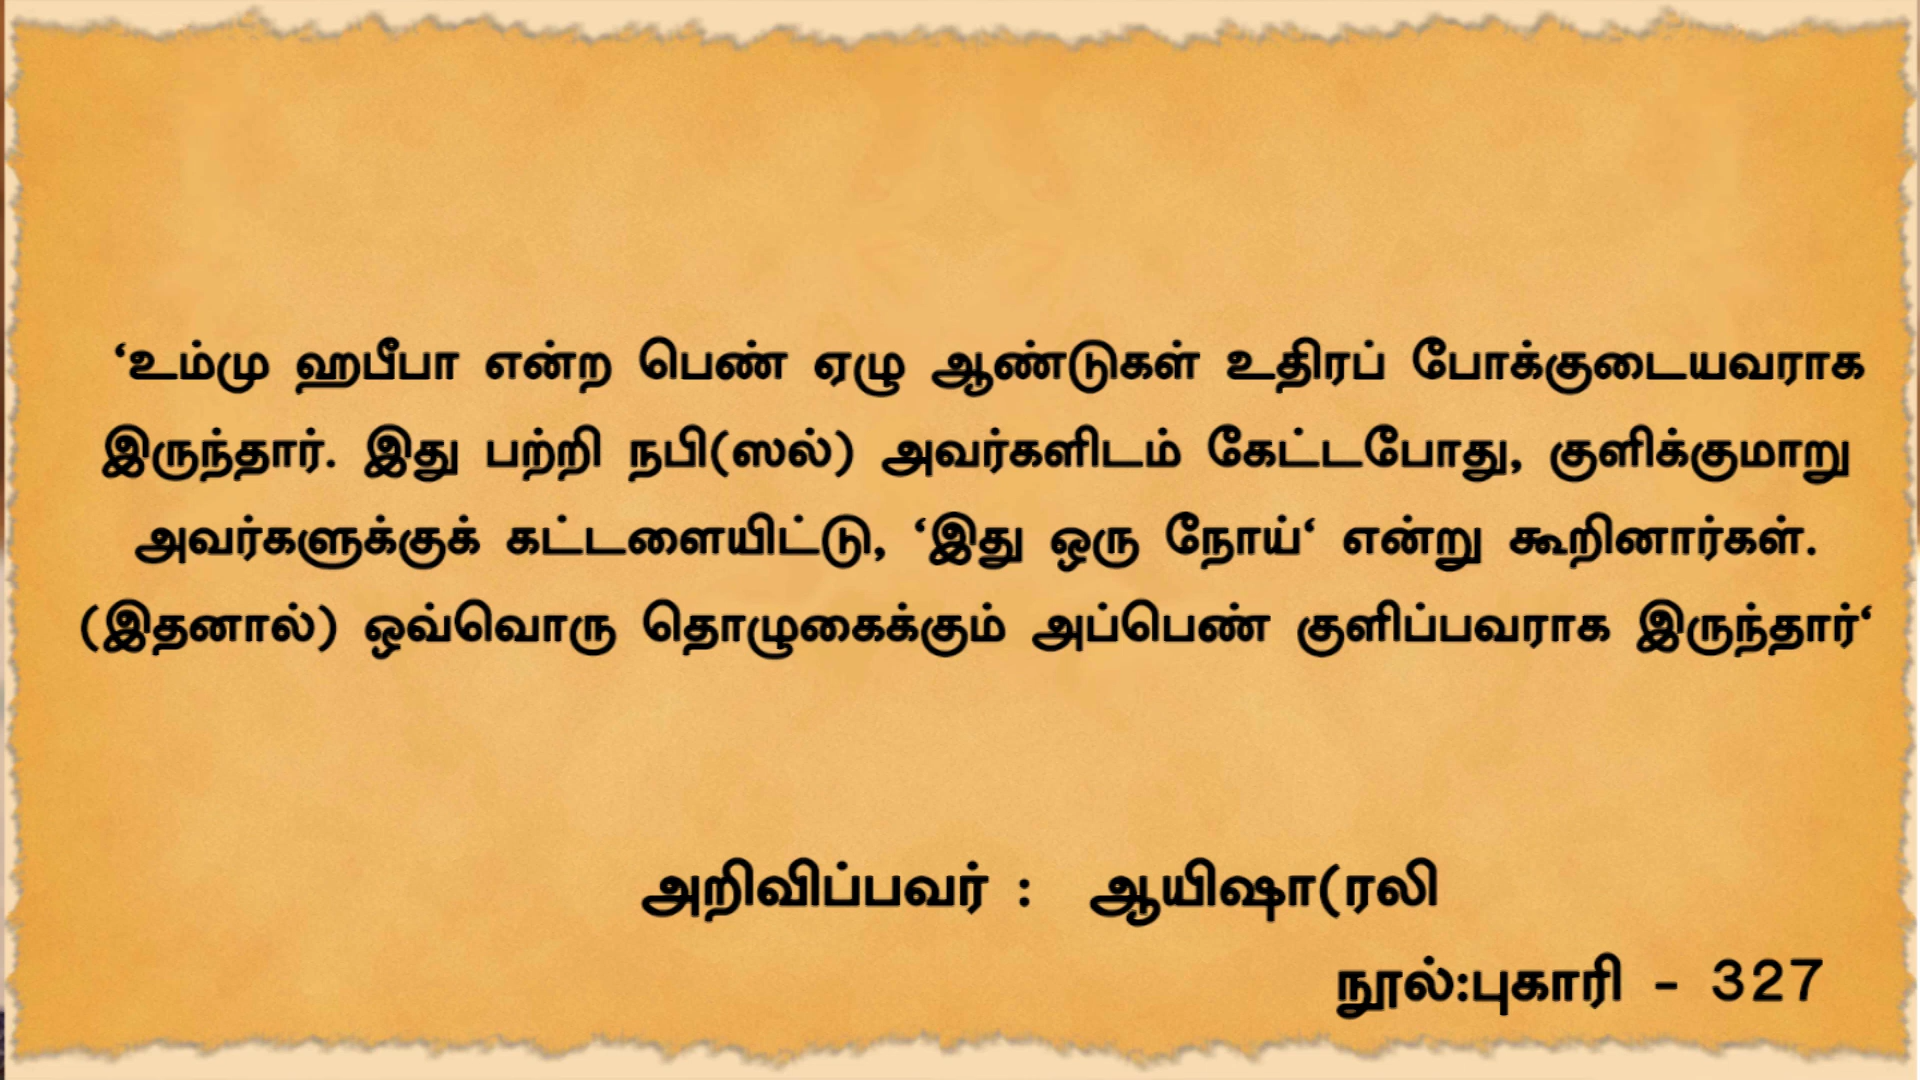 ‘உம்மு ஹபீபா என்ற பெண் ஏழு ஆண்டுகள் உதிரப் போக்குடையவராக
இருந்தார். இது பற்றி நபி(ஸல்) அவர்களிடம் கேட்டபோது, குளிக்குமாறு
அவர்களுக்குக் கட்டளையிட்டு, ‘இது ஒரு நோய்‘ என்று கூறினார்கள்.
(இதனால்) ஒவ்வொரு தொழுகைக்கும் அப்பெண் குளிப்பவராக இருந்தார்‘
அறிவிப்பவர் : ஆயிஷா(ரலி
நூல்:புகாரி - 327